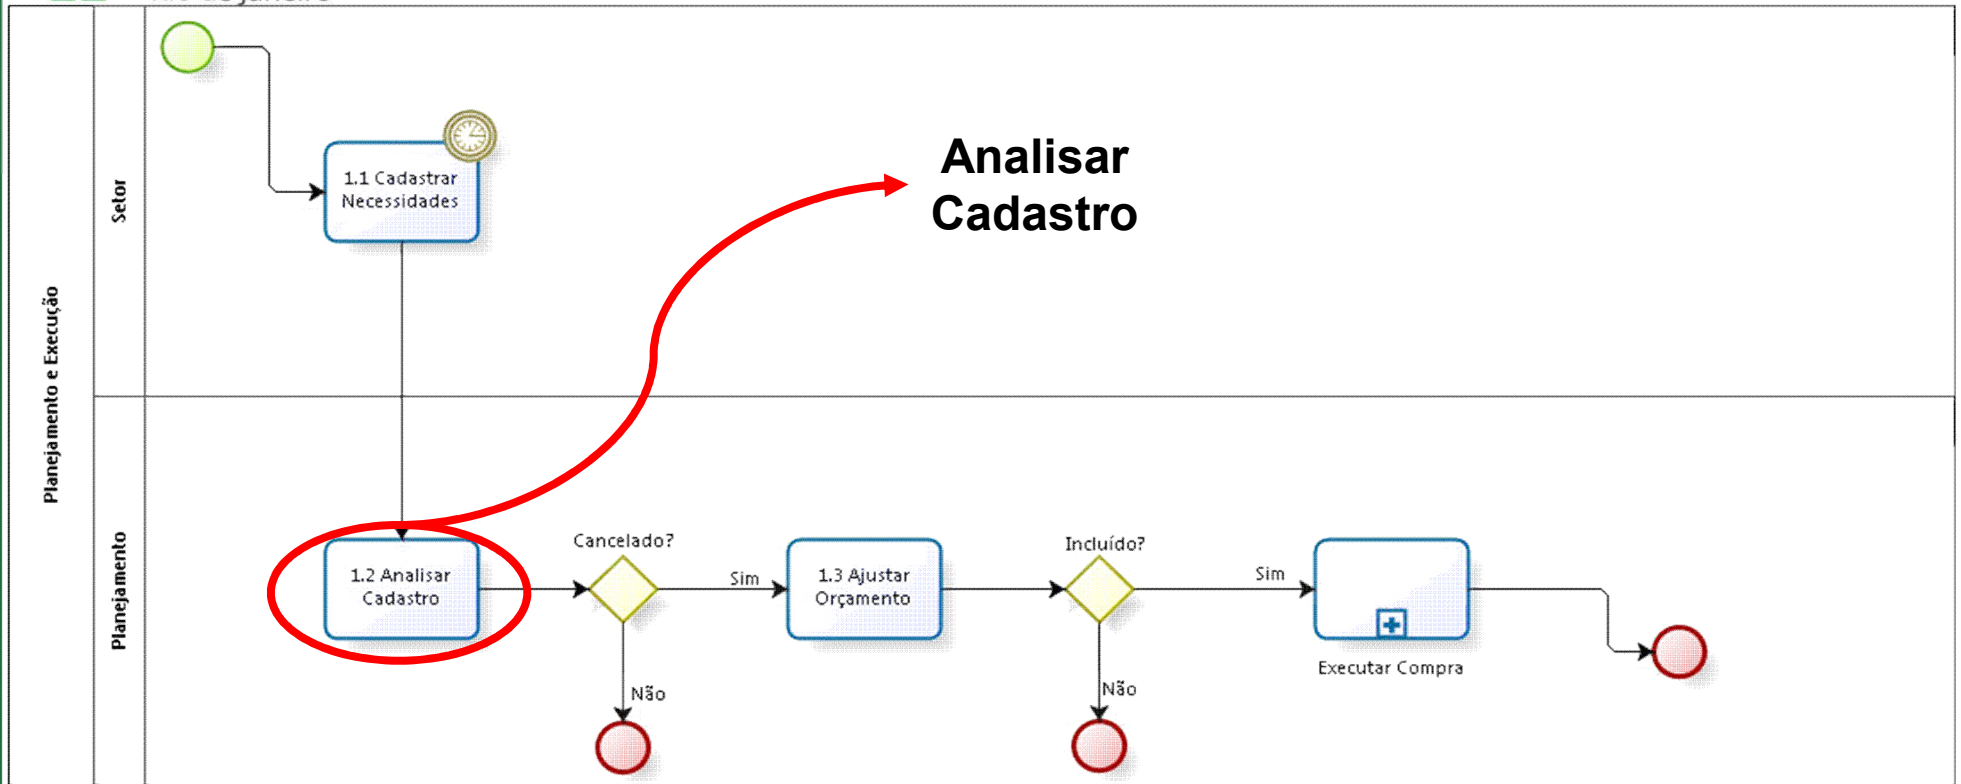 Planejamento e Execução
Setor
1.1 Cadastrar
Necessidades
Analisar
Cadastro
Planejamento
1.2 Analisar
Cadastro
Cancelado?
Sim
Não
1.3 Ajustar
Orçamento
Incluído?
Sim
Não
Executar Compra